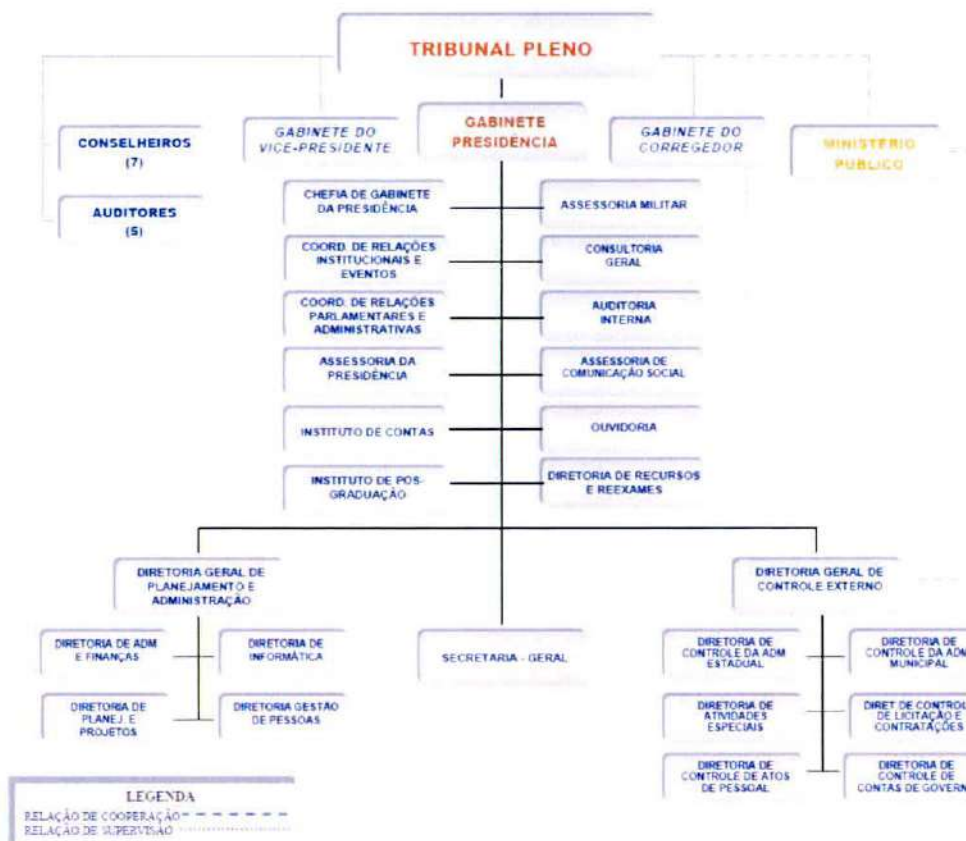 TRIBUNAL PLENO
CONSELHEIROS
(7)
GABINETE DO
VICE-PRESIDENTE
GABINETE
PRESIDÊNCIA
GABINETE DO
CORREGEDOR
MINISTÉRIO
PÚBLICO
AUDITORES
(5)
CHEFIA DE GABINETE
DA PRESIDÊNCIA
ASSESSORIA MILITAR
COORD. DE RELAÇÕES
INSTITUCIONAIS E
EVENTOS
CONSULTORIA
GERAL
COORD. DE RELAÇÕES
PARLAMENTARES E
ADMINISTRATIVAS
AUDITORIA
INTERNA
ASSESSORIA DA
PRESIDÊNCIA
ASSESSORIA DE
COMUNICAÇÃO SOCIAL
INSTITUTO DE CONTAS
OUVIDORIA
INSTITUTO DE PÓS-
GRADUAÇÃO
DIRETORIA DE RECURSOS
E REEXAMES
DIRETORIA GERAL DE
PLANEJAMENTO E
ADMINISTRAÇÃO
DIRETORIA GERAL DE
CONTROLE EXTERNO
DIRETORIA DE ADM
E FINANÇAS
DIRETORIA DE
INFORMÁTICA
SECRETARIA - GERAL
DIRETORIA DE
CONTROLE DA ADM
ESTADUAL
DIRETORIA DE
CONTROLE DA ADM
MUNICIPAL
DIRETORIA DE
PLANEJ. E
PROJETOS
DIRETORIA GESTÃO
DE PESSOAS
DIRETORIA DE
ATIVIDADES
ESPECIAIS
DIRET DE CONTROL
DE LICITAÇÃO E
CONTRATAÇÕES
DIRETORIA DE
CONTROLE DE ATOS
DE PESSOAL
DIRETORIA DE
CONTROLE DE
CONTAS DE GOVERN
LEGENDA
RELAÇÃO DE COOPERAÇÃO
RELAÇÃO DE SUPERVISÃO